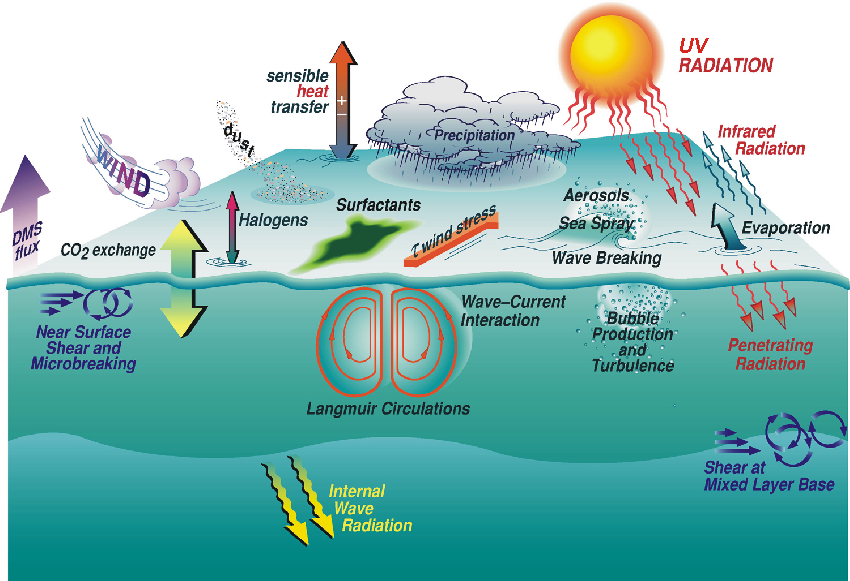 UV
RADIATION
sensible
heat
transfer
+
−
Precipitation
dust
WIND
Infrared
Radiation
DMS
flux
Halogens
Surfactants
Aerosols
Sea Spray
Wave Breaking
Evaporation
CO2 exchange
τ wind stress
Near Surface
Shear and
Microbreaking
Wave–Current
Interaction
Bubble
Production
and
Turbulence
Penetrating
Radiation
Langmuir Circulations
Shear at
Mixed Layer Base
Internal
Wave
Radiation